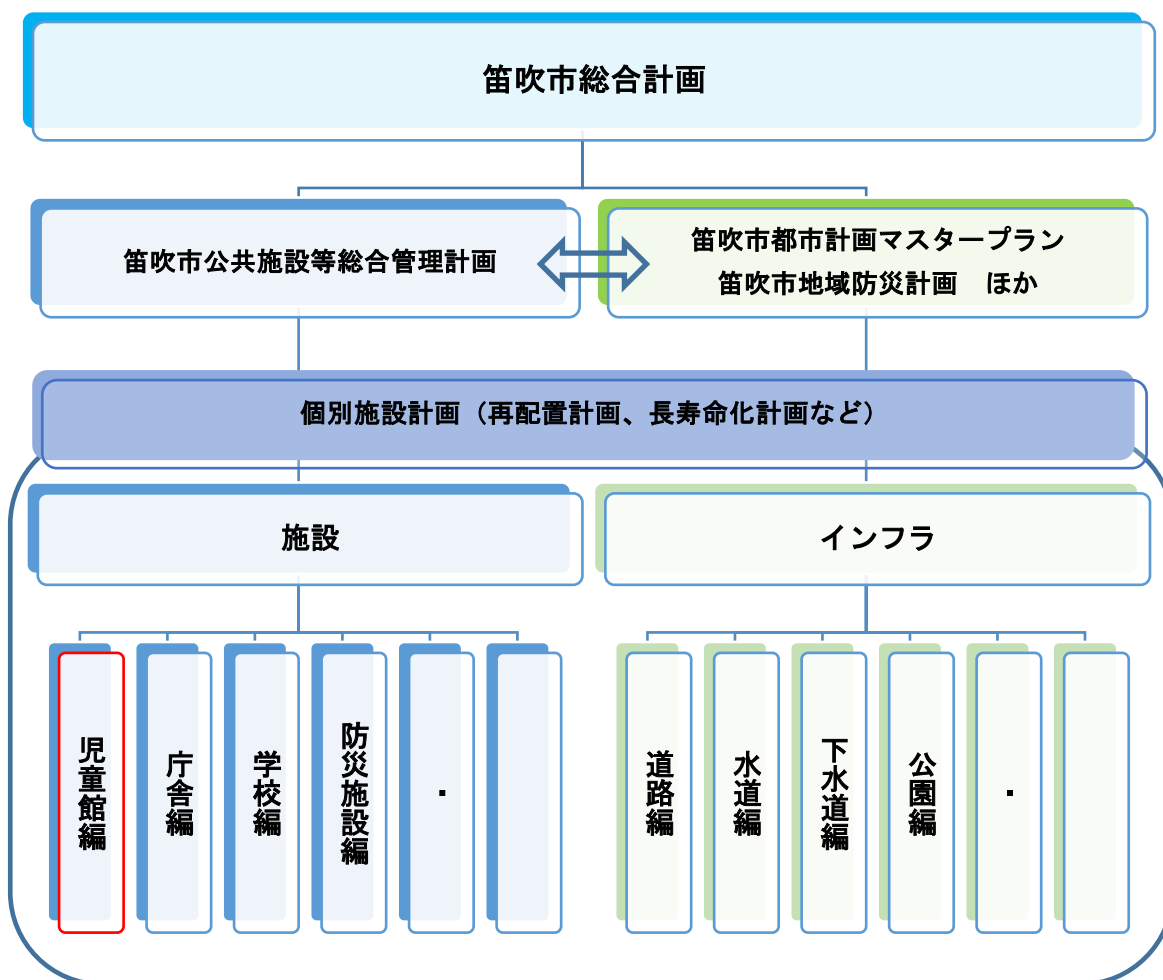 笛吹市総合計画
笛吹市公共施設等総合管理計画
笛吹市都市計画マスタープラン
笛吹市地域防災計画　ほか
個別施設計画（再配置計画、長寿命化計画など）
施設
インフラ
児童館編
庁舎編
学校編
防災施設編
・
道路編
水道編
下水道編
公園編
・